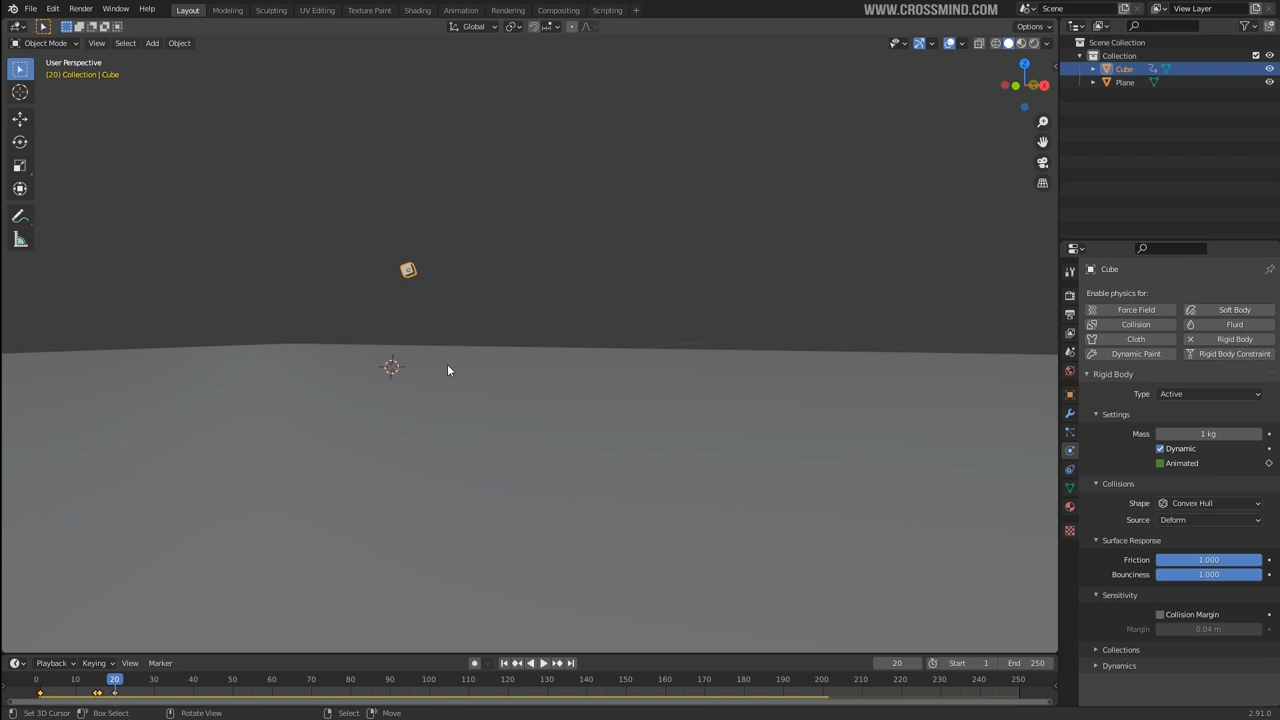 File Edit Render Window Help Layout Modeling Sculpting UV Editing Texture Paint Shading Animation Rendering Compositing Scripting + WWW.CROSSMIND.COM Scene View Layer
Global Options
Object Mode View Select Add Object
User Perspective
(20) Collection | Cube
Z
Y
X
Scene Collection
Collection
Cube
Plane
Cube
Enable physics for:
Force Field Soft Body
Collision Fluid
Cloth Rigid Body
Dynamic Paint Rigid Body Constraint
Rigid Body
Type Active
Settings
Mass 1 kg
Dynamic
Animated
Collisions
Shape Convex Hull
Source Deform
Surface Response
Friction 1.000
Bounciness 1.000
Sensitivity
Collision Margin
Margin 0.04 m
Collections
Dynamics
Playback Keying View Marker 20 Start 1 End 250
0 10 20 30 40 50 60 70 80 90 100 110 120 130 140 150 160 170 180 190 200 210 220 230 240 250
Set 3D Cursor Box Select Rotate View Select Move 2.91.0